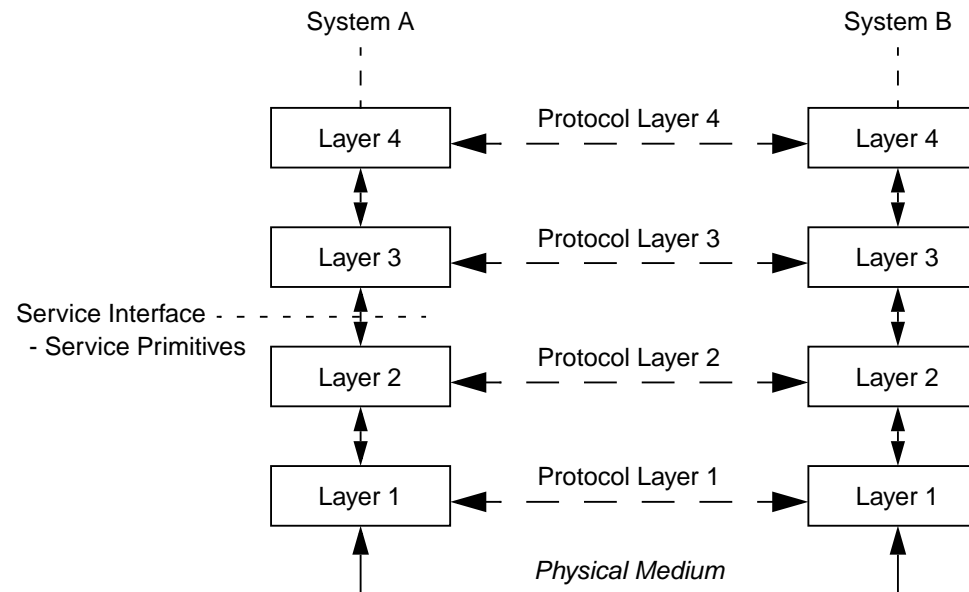 System A
System B
Layer 4
Protocol Layer 4
Layer 4
Layer 3
Protocol Layer 3
Layer 3
Service Interface
- Service Primitives
Layer 2
Protocol Layer 2
Layer 2
Layer 1
Protocol Layer 1
Layer 1
Physical Medium